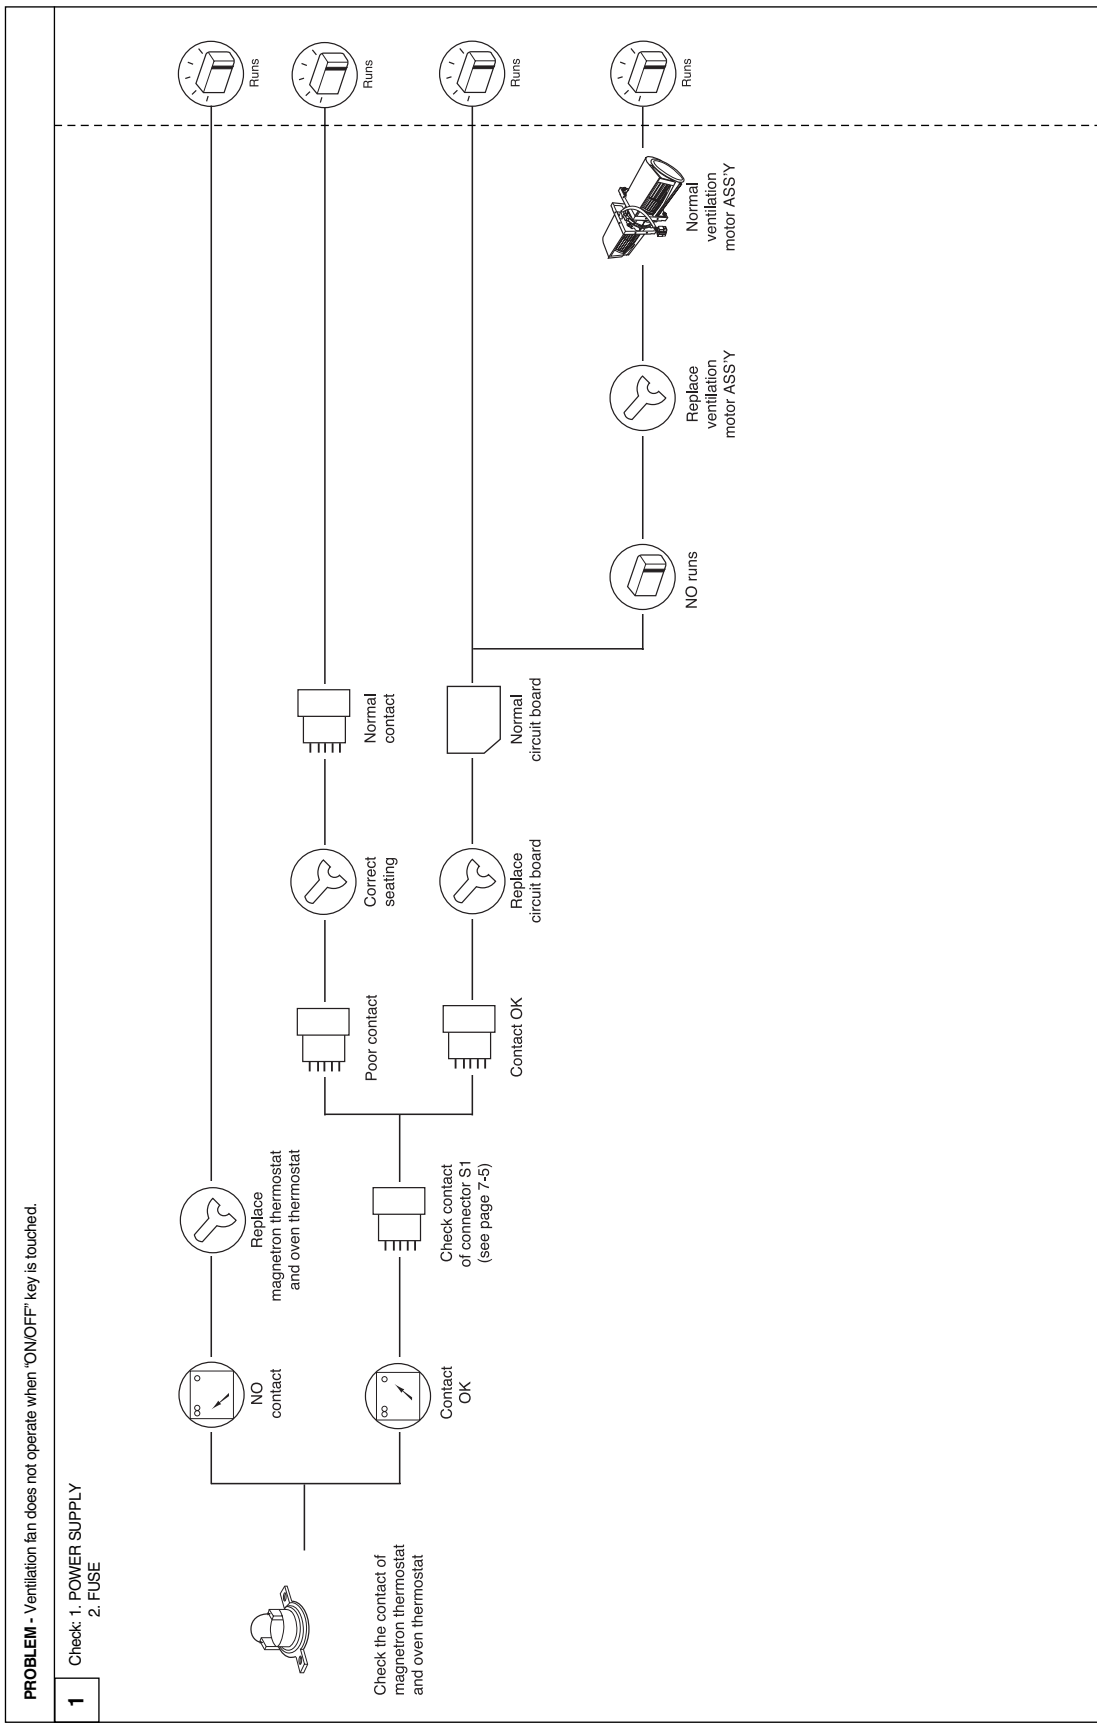 PROBLEM - Ventilation fan does not operate when "ON/OFF" key is touched.
1
Check: 1. POWER SUPPLY
2. FUSE
Check the contact of
magnetron thermostat
and oven thermostat
NO
contact
Replace
magnetron thermostat
and oven thermostat
Runs
Contact
OK
Check contact
of connector S1
(see page 7-5)
Poor contact
Correct
seating
Normal
contact
Runs
Contact OK
Replace
circuit board
Normal
circuit board
Runs
NO runs
Replace
ventilation
motor ASS'Y
Normal
ventilation
motor ASS'Y
Runs